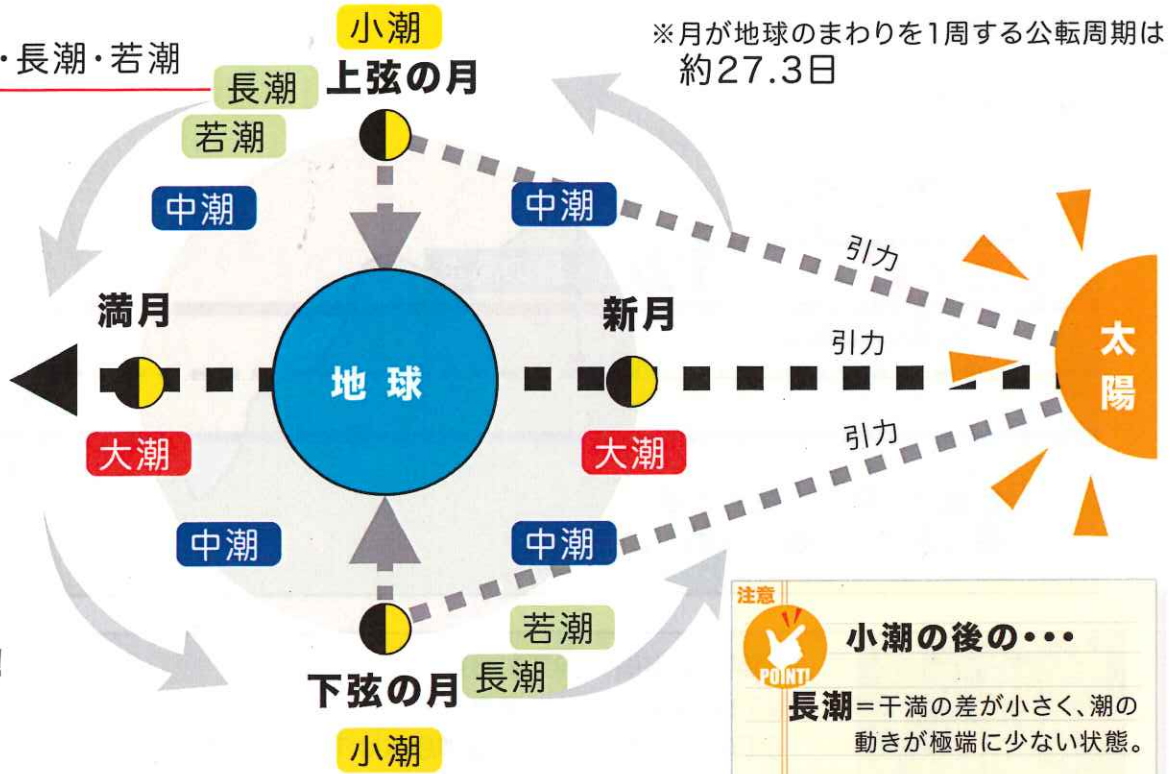 ・長潮・若潮
※月が地球のまわりを1周する公転周期は
約27.3日
小潮
上弦の月
長潮
若潮
中潮
中潮
引力
満月
新月
引力
太陽
地球
大潮
大潮
引力
中潮
中潮
若潮
長潮
下弦の月
小潮
!
注意
POINT!
小潮の後の・・・
長潮=干満の差が小さく、潮の
動きが極端に少ない状態。